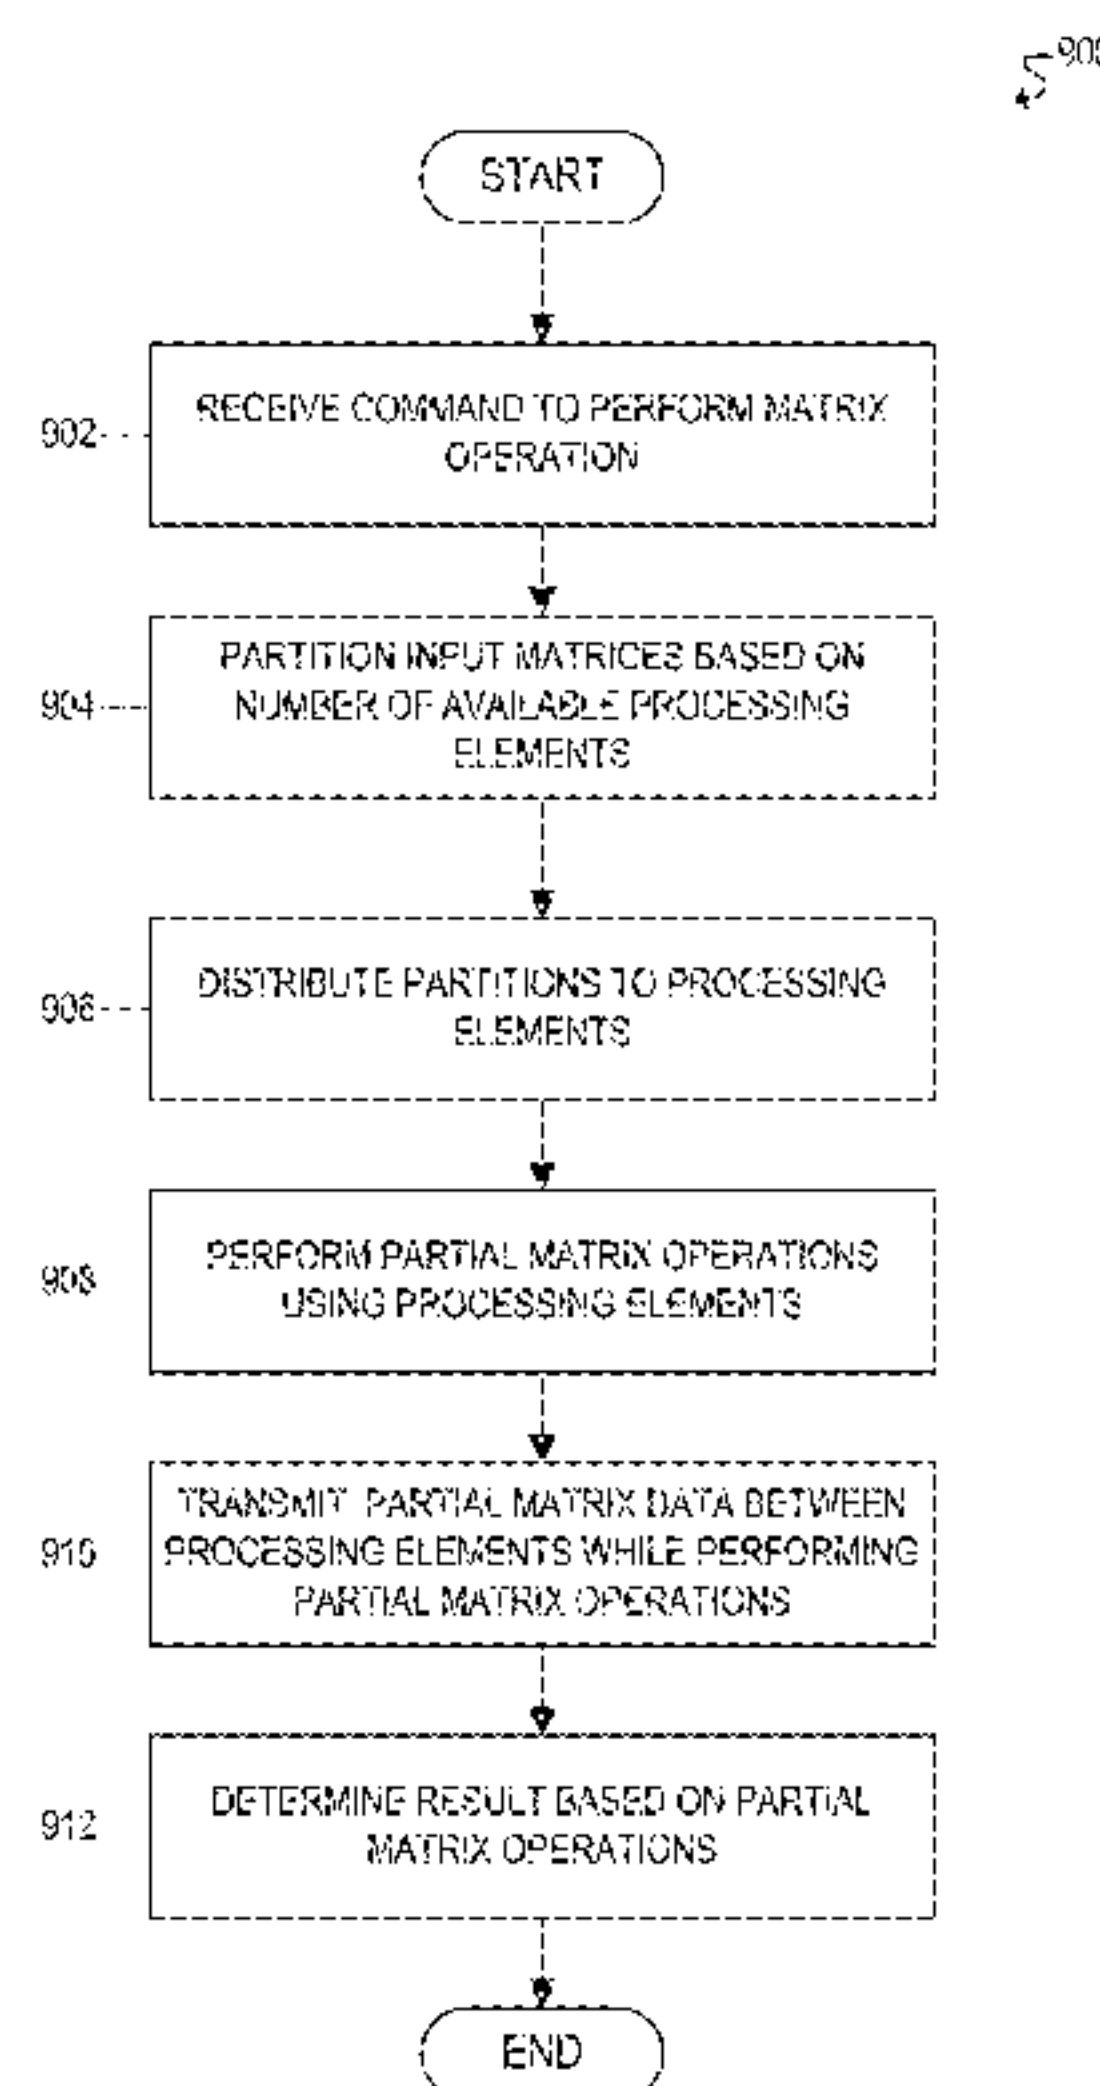 900
START
902
RECEIVE COMMAND TO PERFORM MATRIX
OPERATION
904
PARTITION INPUT MATRICES BASED ON
NUMBER OF AVAILABLE PROCESSING
ELEMENTS
906
DISTRIBUTE PARTITIONS TO PROCESSING
ELEMENTS
908
PERFORM PARTIAL MATRIX OPERATIONS
USING PROCESSING ELEMENTS
910
TRANSMIT PARTIAL MATRIX DATA BETWEEN
PROCESSING ELEMENTS WHILE PERFORMING
PARTIAL MATRIX OPERATIONS
912
DETERMINE RESULT BASED ON PARTIAL
MATRIX OPERATIONS
END